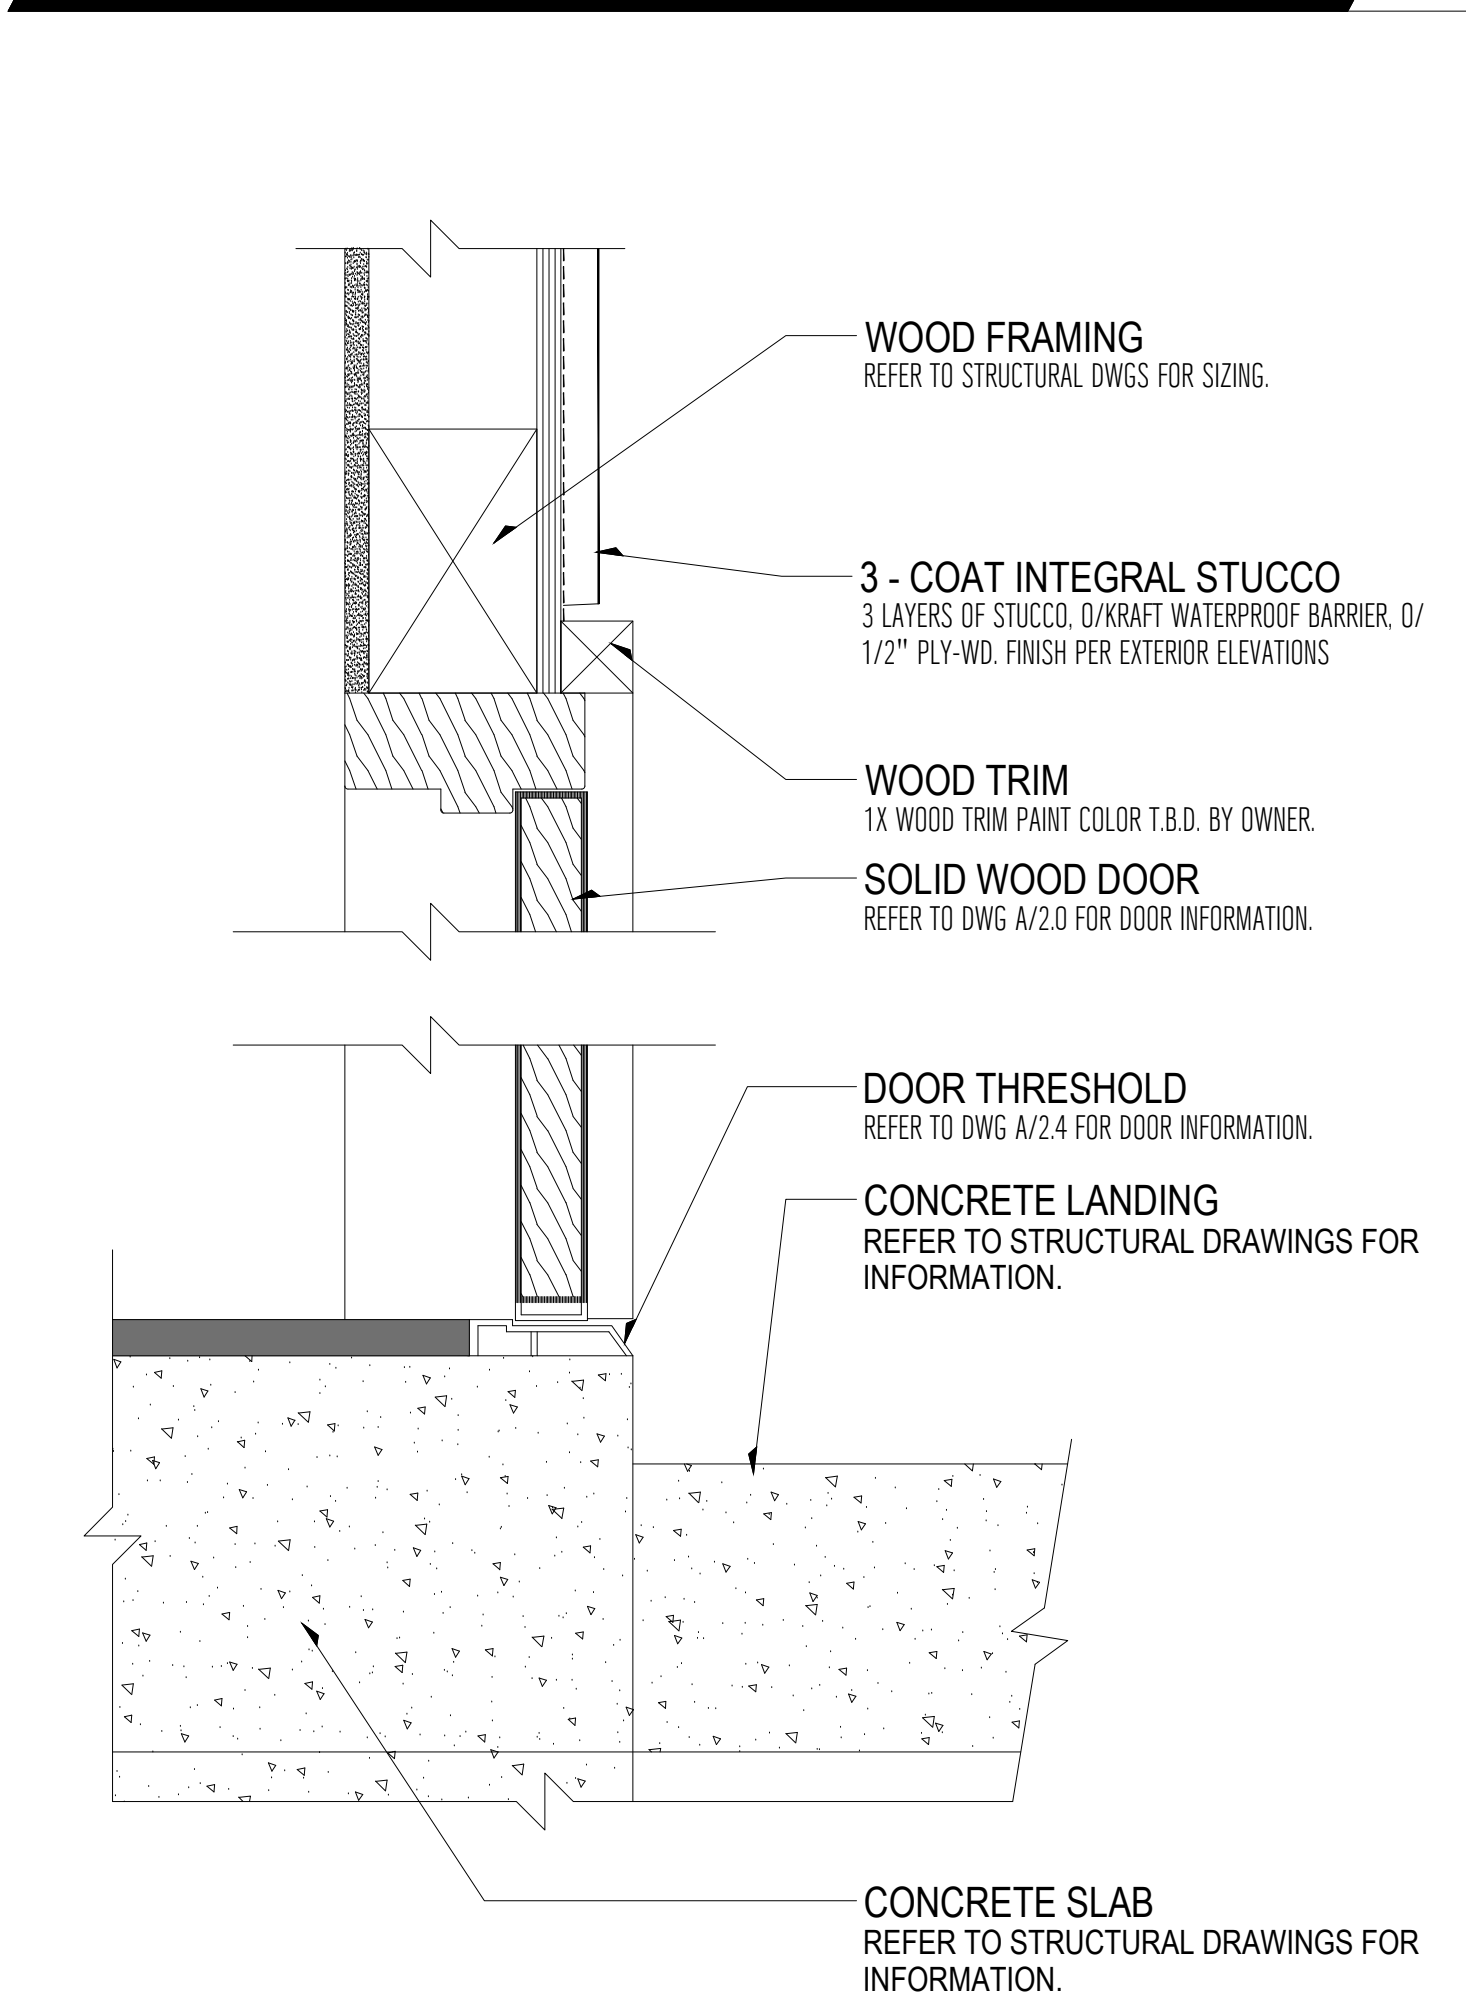 WOOD FRAMING
REFER TO STRUCTURAL DWGS FOR SIZING.
3 - COAT INTEGRAL STUCCO
3 LAYERS OF STUCCO, O/KRAFT WATERPROOF BARRIER, O/
1/2" PLY-WD. FINISH PER EXTERIOR ELEVATIONS
WOOD TRIM
1X WOOD TRIM PAINT COLOR T.B.D. BY OWNER.
SOLID WOOD DOOR
REFER TO DWG A/2.0 FOR DOOR INFORMATION.
DOOR THRESHOLD
REFER TO DWG A/2.4 FOR DOOR INFORMATION.
CONCRETE LANDING
REFER TO STRUCTURAL DRAWINGS FOR
INFORMATION.
CONCRETE SLAB
REFER TO STRUCTURAL DRAWINGS FOR
INFORMATION.